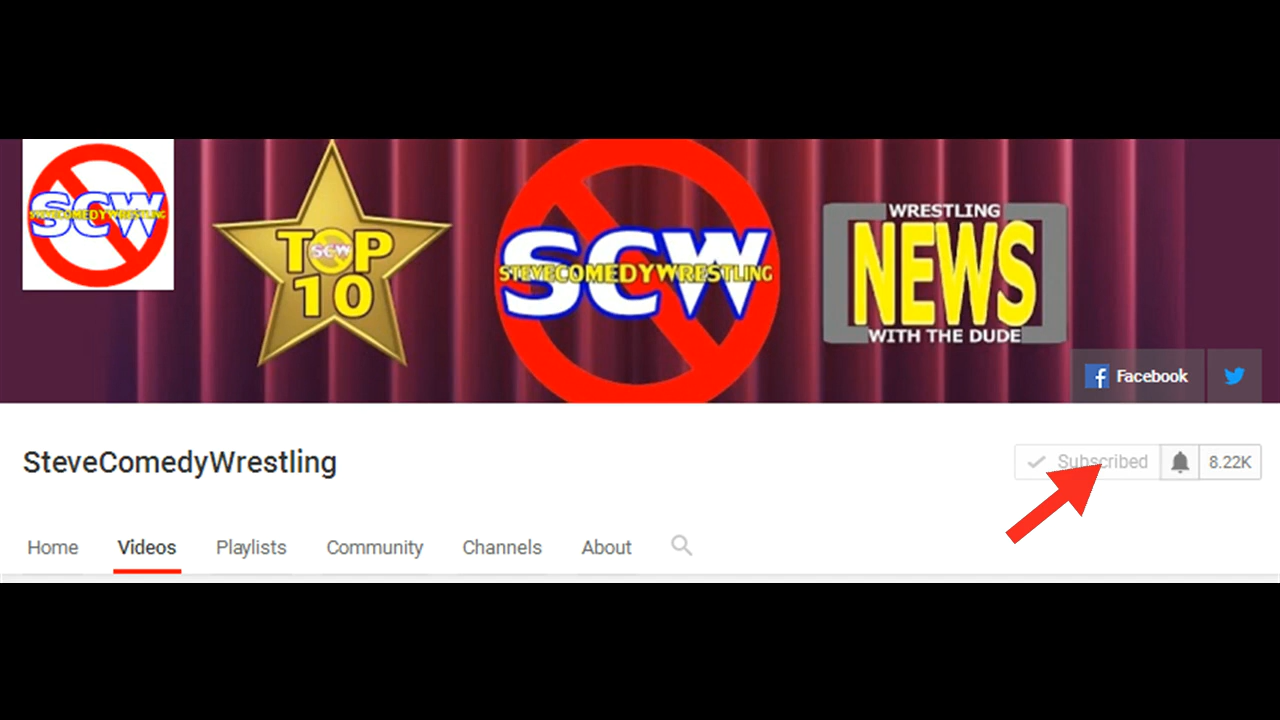 SCW
STEVECOMEDYWRESTLING
TOP
SCW
10
SCW
STEVECOMEDYWRESTLING
WRESTLING
NEWS
WITH THE DUDE
Facebook
SteveComedyWrestling
Subscribed
8.22K
Home Videos Playlists Community Channels About